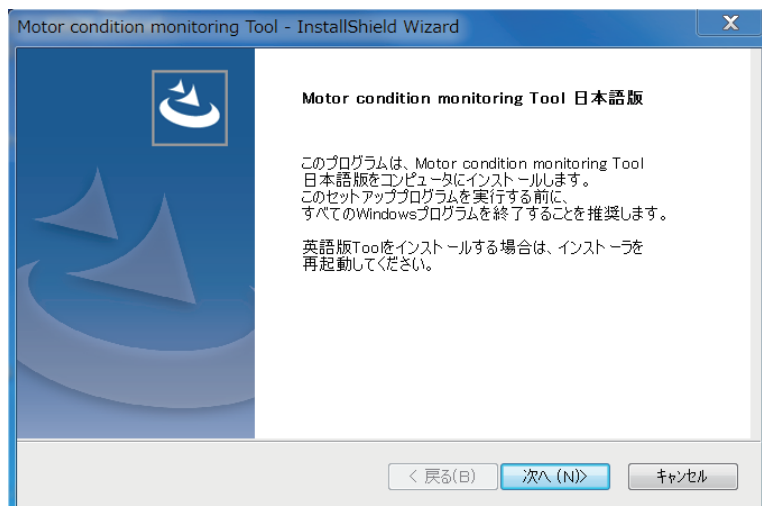 Motor condition monitoring Tool - InstallShield Wizard
X
Motor condition monitoring Tool 日本語版
このプログラムは、Motor condition monitoring Tool
日本語版をコンピュータにインストールします。
このセットアッププログラムを実行する前に、
すべてのWindowsプログラムを終了することを推奨します。
英語版Toolをインストールする場合は、インストーラを
再起動してください。
< 戻る(B)
次へ (N)>
キャンセル